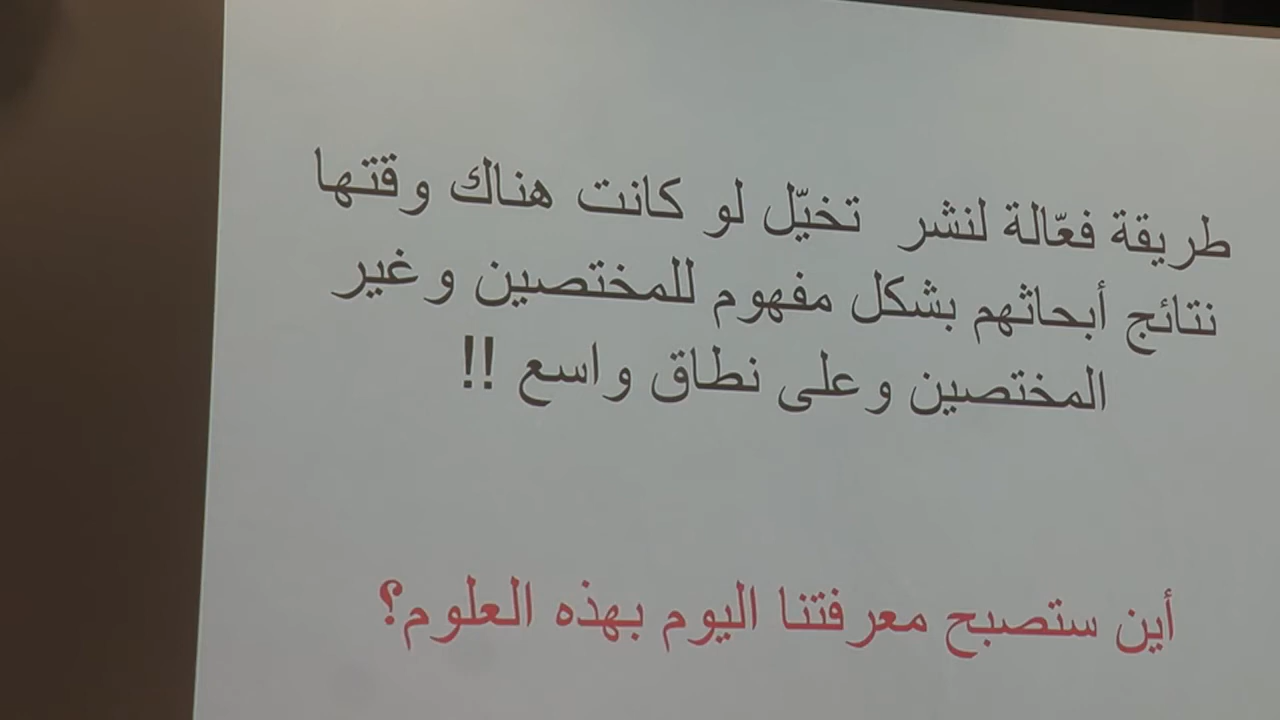 طريقة فعّالة لنشر تخيّل لو كانت هناك وقتها
نتائج أبحاثهم بشكل مفهوم للمختصين وغير
المختصين وعلى نطاق واسع !!
أين ستصبح معرفتنا اليوم بهذه العلوم؟